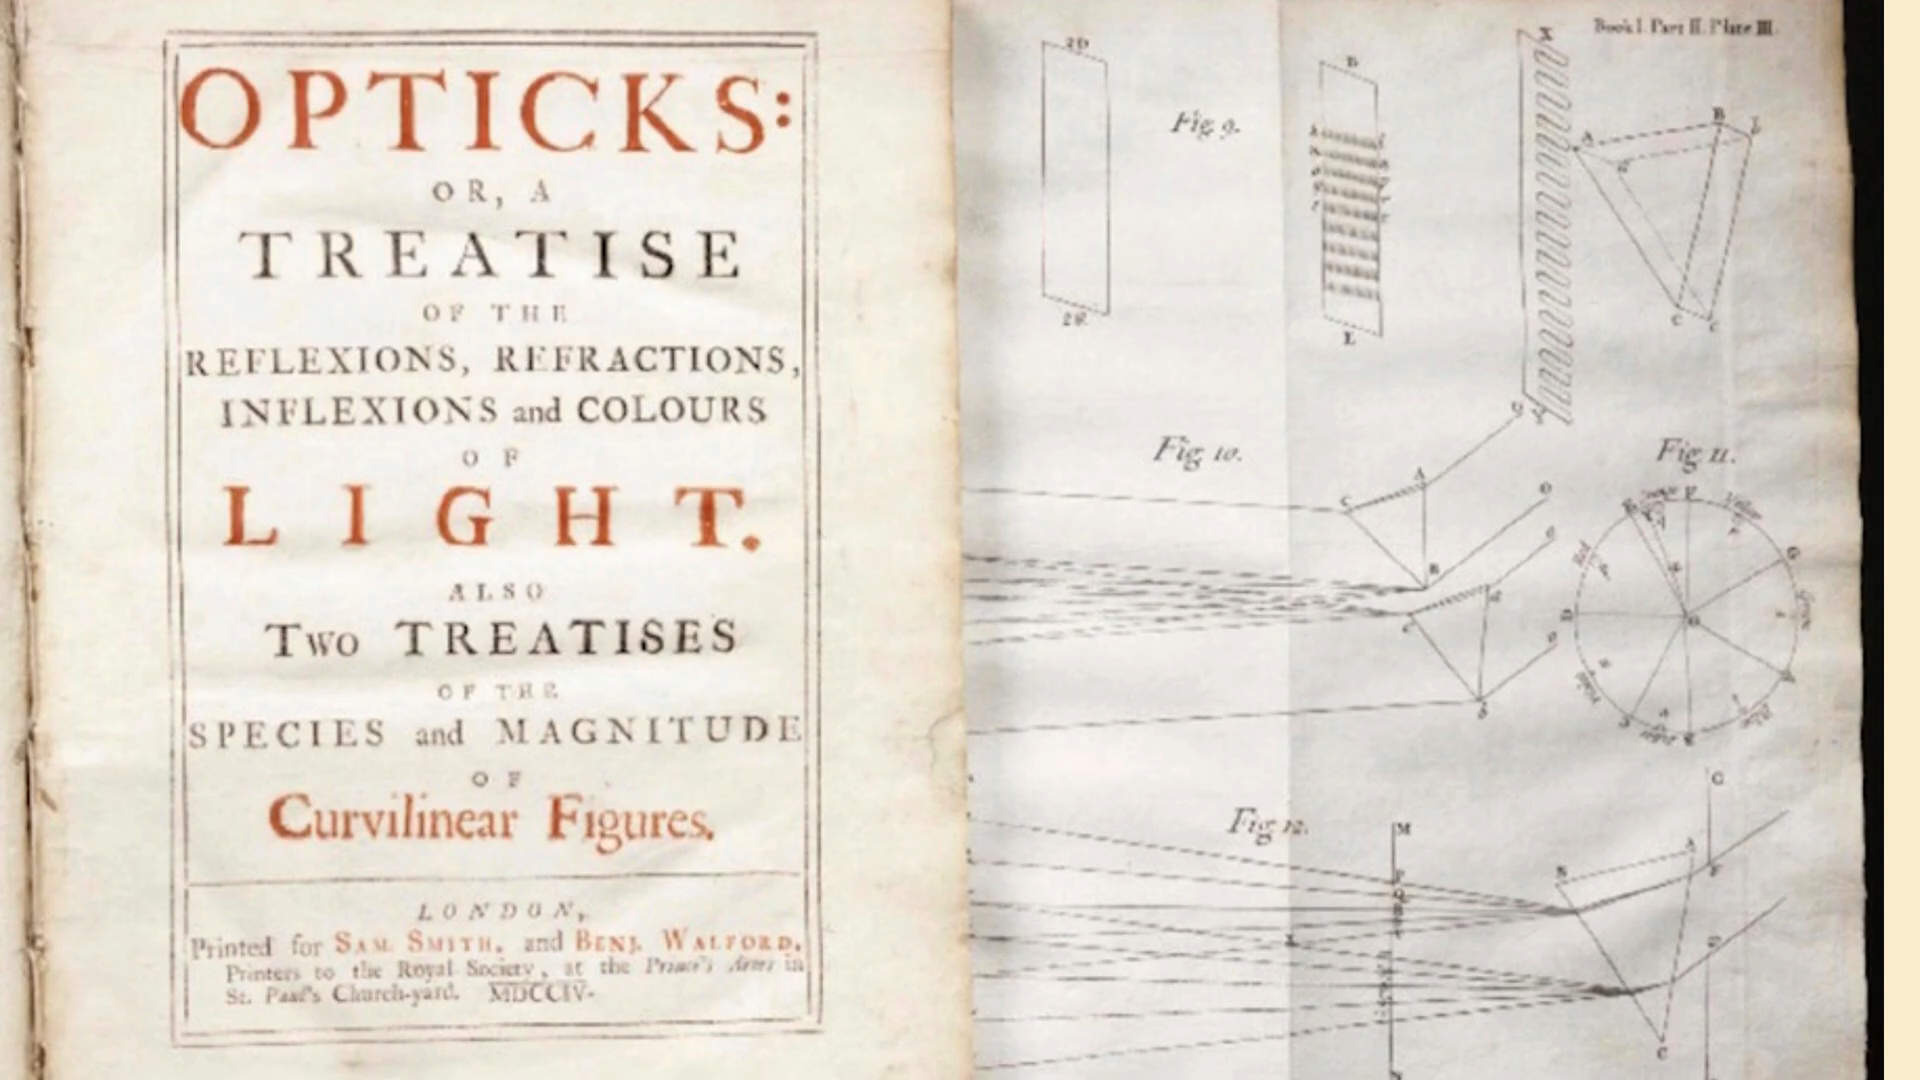 OPTICKS:
OR, A
TREATISE
OF THE
REFLEXIONS, REFRACTIONS,
INFLEXIONS and COLOURS
OF
LIGHT.
ALSO
Two TREATISES
OF THE
SPECIES and MAGNITUDE
OF
Curvilinear Figures.
LONDON,
Printed for SAM. SMITH, and BENJ. WALFORD,
Printers to the Royal Society, at the Prince's Arms in
St. Paul's Church-yard. MDCCIV.
Book I. Part II. Plate III.
2D
2E
Fig. 9.
D
E
X
Y
A
B
b
a
C
c
Fig. 10.
C
A
B
O
c
d
b
Fig. 11.
G
O
D
Fig. 12.
M
G
A
F
C